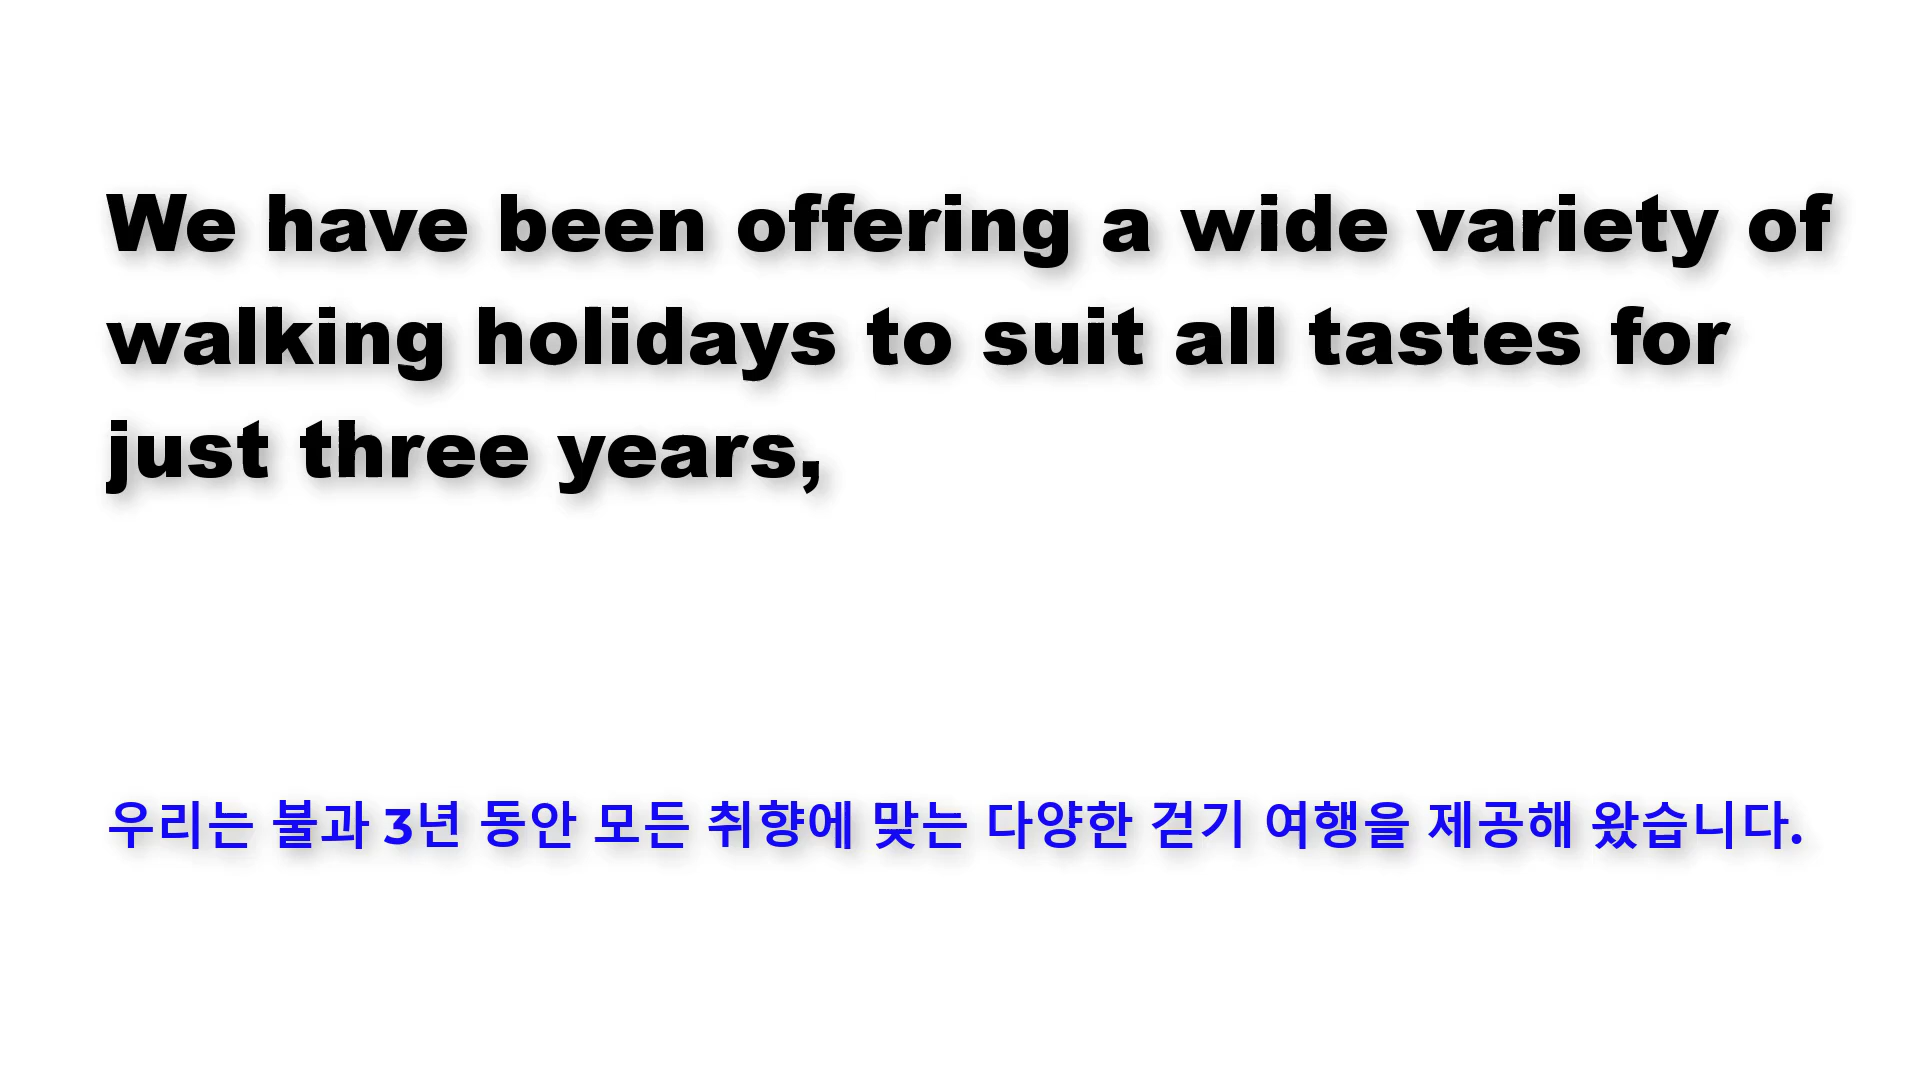 We have been offering a wide variety of
walking holidays to suit all tastes for
just three years,
우리는 불과 3년 동안 모든 취향에 맞는 다양한 걷기 여행을 제공해 왔습니다.